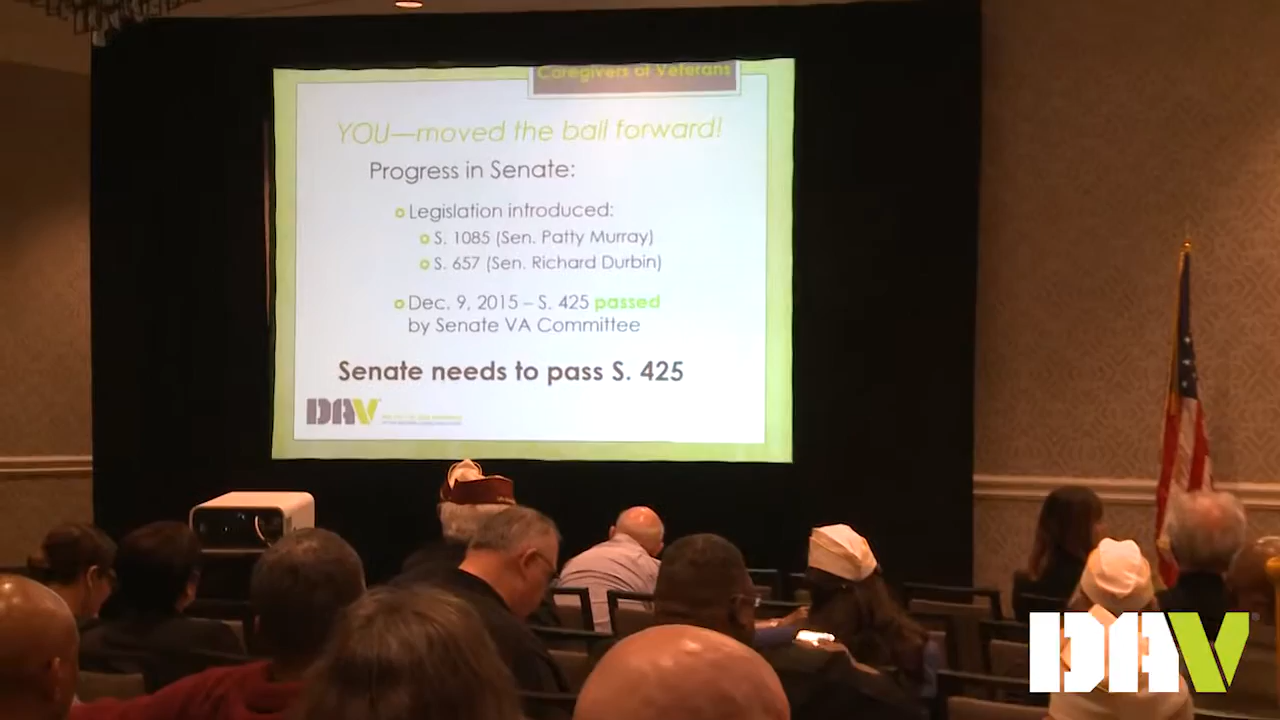 Caregivers of Veterans
YOU—moved the ball forward!
Progress in Senate:
Legislation introduced:
S. 1085 (Sen. Patty Murray)
S. 657 (Sen. Richard Durbin)
Dec. 9, 2015 – S. 425 passed
by Senate VA Committee
Senate needs to pass S. 425
DAV
DAV